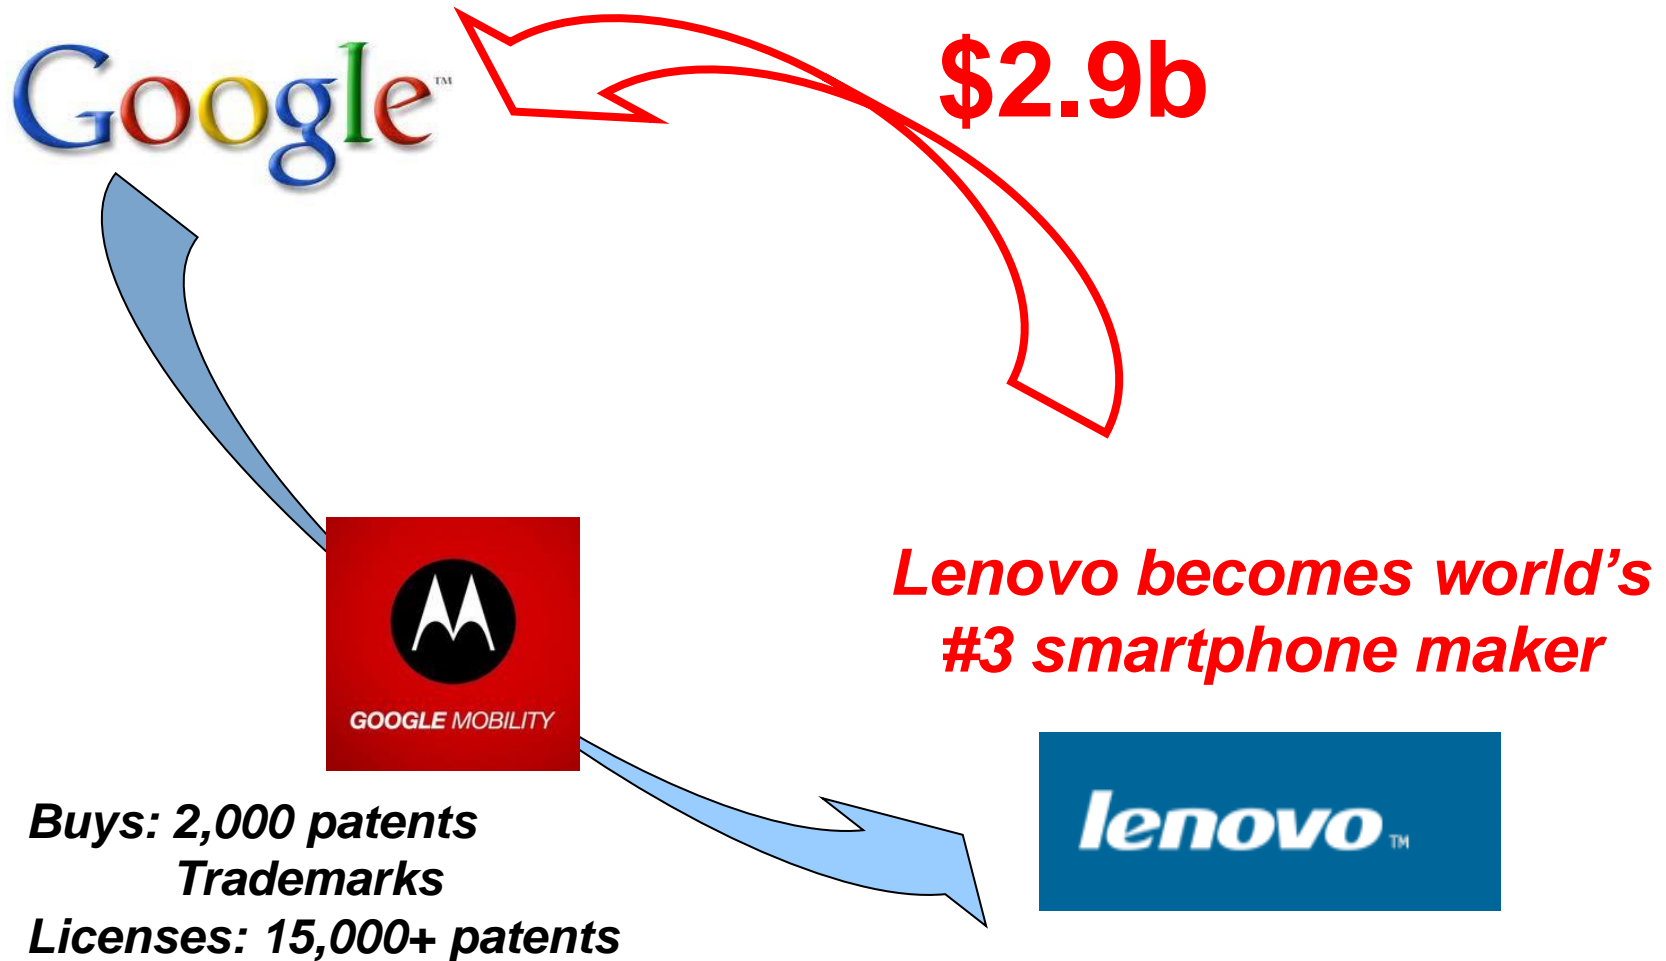 Google™
$2.9b
Lenovo becomes world’s
#3 smartphone maker
GOOGLE MOBILITY
lenovo™
Buys: 2,000 patents
Trademarks
Licenses: 15,000+ patents